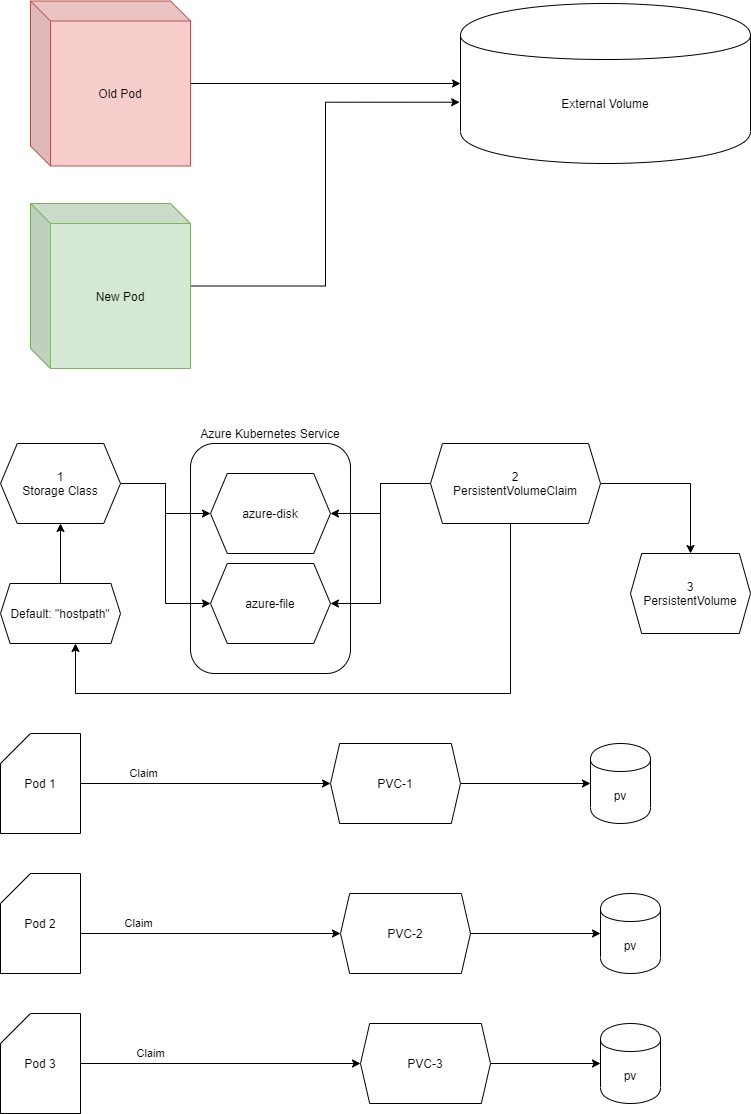 Old Pod
External Volume
New Pod
Azure Kubernetes Service
1
Storage Class
azure-disk
2
PersistentVolumeClaim
3
PersistentVolume
azure-file
Default: "hostpath"
Pod 1
Claim
PVC-1
pv
Pod 2
Claim
PVC-2
pv
Pod 3
Claim
PVC-3
pv